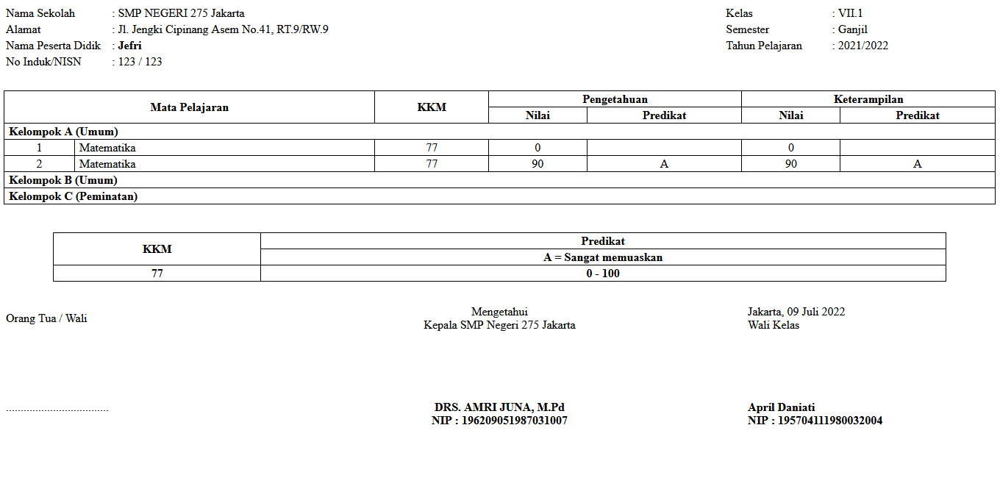 Nama Sekolah : SMP NEGERI 275 Jakarta Kelas : VII.1
Alamat : Jl. Jengki Cipinang Asem No.41, RT.9/RW.9 Semester : Ganjil
Nama Peserta Didik : Jefri Tahun Pelajaran : 2021/2022
No Induk/NISN : 123 / 123
Mata Pelajaran KKM Pengetahuan Keterampilan
Nilai Predikat Nilai Predikat
Kelompok A (Umum)
1 Matematika 77 0 0
2 Matematika 77 90 A 90 A
Kelompok B (Umum)
Kelompok C (Peminatan)
KKM Predikat
A = Sangat memuaskan
77 0 - 100
Orang Tua / Wali
Mengetahui
Kepala SMP Negeri 275 Jakarta
Jakarta, 09 Juli 2022
Wali Kelas
...................................
DRS. AMRI JUNA, M.Pd
NIP : 196209051987031007
April Daniati
NIP : 195704111980032004